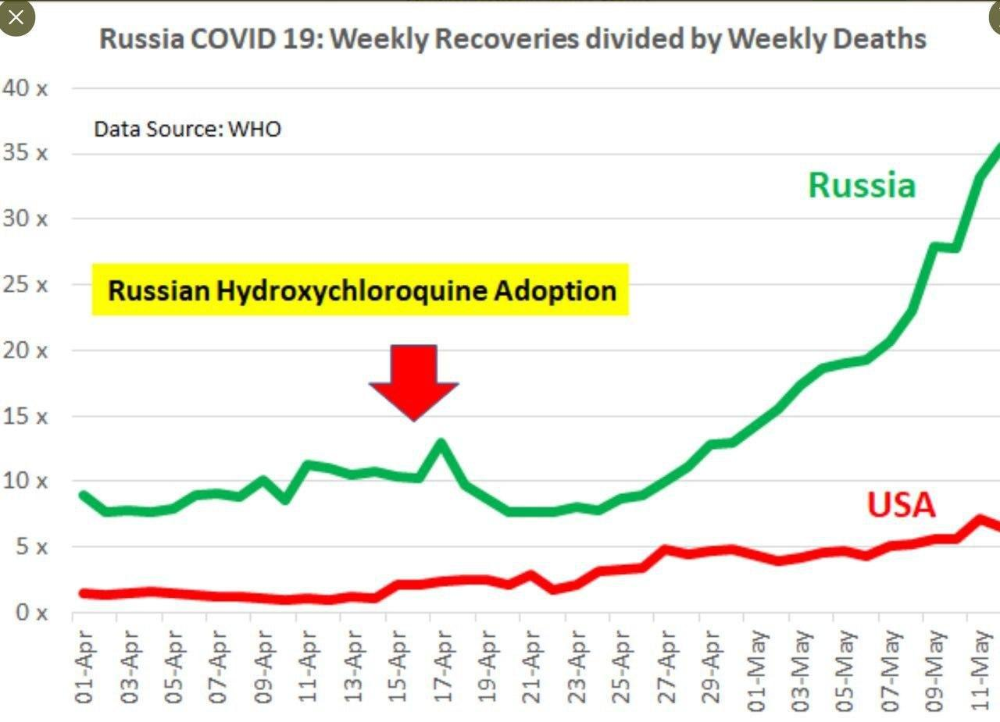 Russia COVID 19: Weekly Recoveries divided by Weekly Deaths
40 x
Data Source: WHO
35 x
Russia
30 x
25 x
Russian Hydroxychloroquine Adoption
20 x
15 x
10 x
USA
5 x
0 x
01-Apr
03-Apr
05-Apr
07-Apr
09-Apr
11-Apr
13-Apr
15-Apr
17-Apr
19-Apr
21-Apr
23-Apr
25-Apr
27-Apr
29-Apr
01-May
03-May
05-May
07-May
09-May
11-May